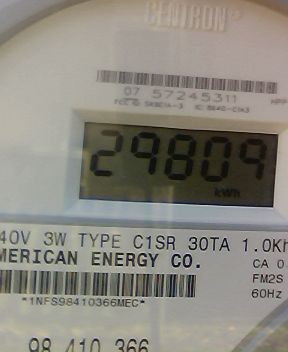 CENTRON®
07 57245311
29809
kWh
40V 3W TYPE C1SR 30TA 1.0Kh
MERICAN ENERGY CO.
CA 0
FM2S
60Hz
*1NFS98410366MEC*
98 410 366